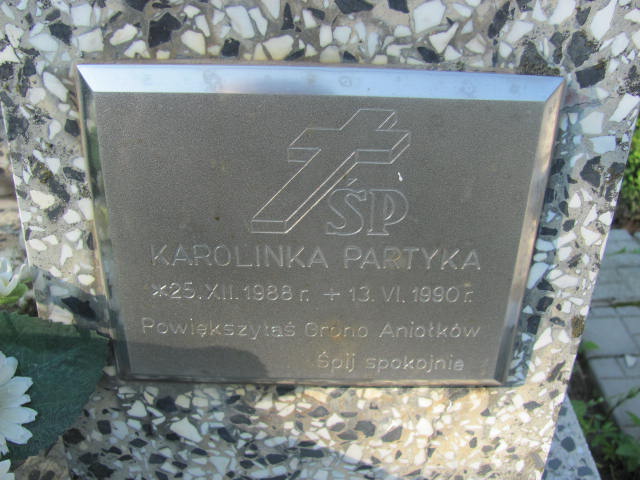 ŚP
KAROLINKA PARTYKA
*25.XII.1988 r. + 13.VI.1990 r.
Powiększyłaś Grono Aniołków
Śpij spokojnie